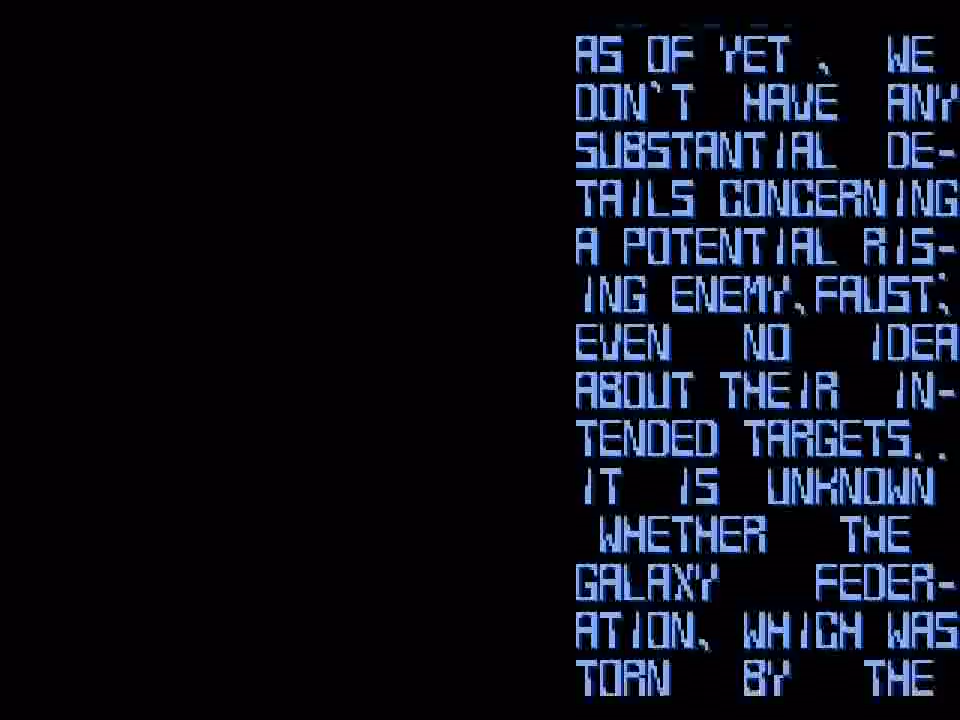 AS OF YET , WE
DON'T HAVE ANY
SUBSTANTIAL DE-
TAILS CONCERNING
A POTENTIAL RIS-
ING ENEMY,FAUST;
EVEN NO IDEA
ABOUT THEIR IN-
TENDED TARGETS..
IT IS UNKNOWN
WHETHER THE
GALAXY FEDER-
ATION, WHICH WAS
TORN BY THE